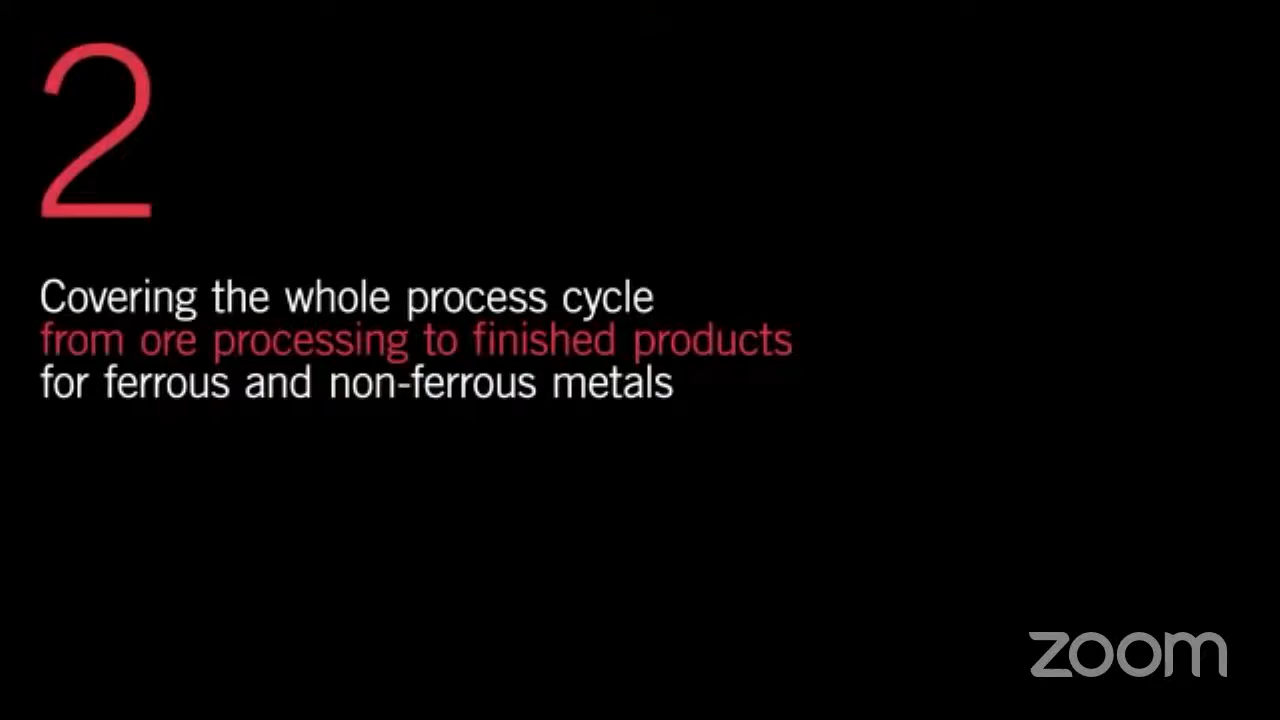 2
Covering the whole process cycle
from ore processing to finished products
for ferrous and non-ferrous metals
zoom